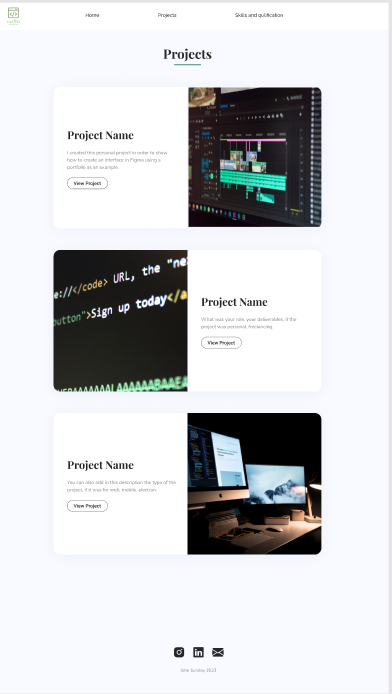 Home
Projects
Skills and qulification
Projects
Project Name
I created this personal project in order to show
how to create an interface in Figma using a
portfolio as an example.
View Project
e://</code> URL, the "ne
button">Sign up today</a
Project Name
What was your role, your deliverables, if the
project was personal, freelancing.
View Project
Project Name
You can also add in this description the type of the
project, if it was for web, mobile, electron.
View Project
in
2023